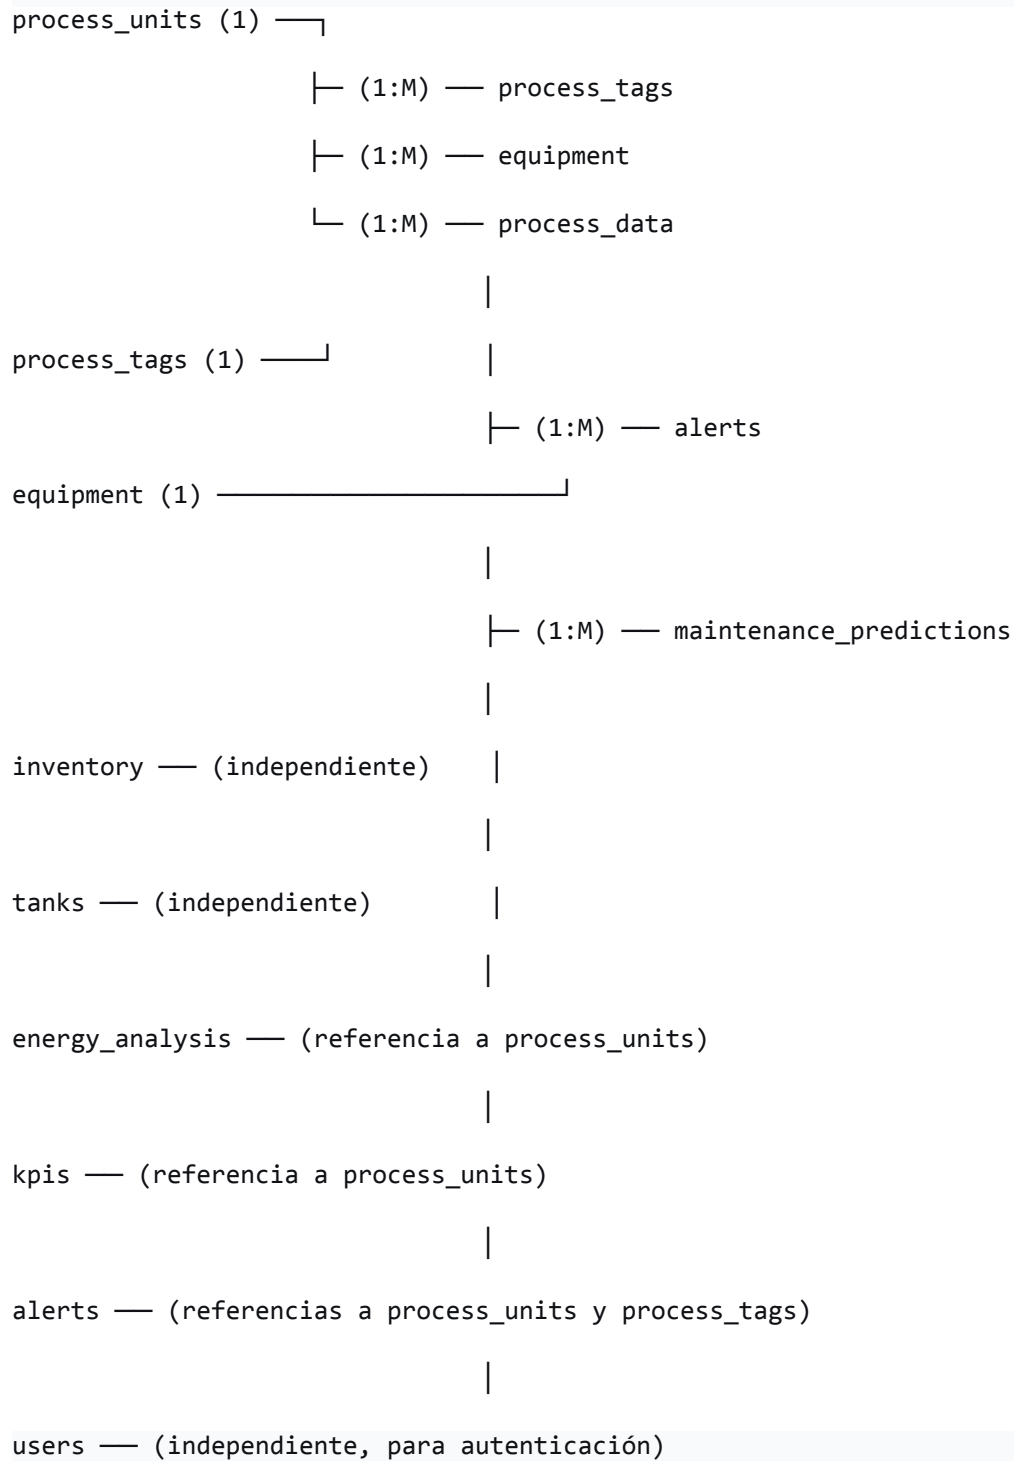 process_units (1) ───┐
├─ (1:M) ── process_tags
├─ (1:M) ── equipment
└─ (1:M) ── process_data
│
process_tags (1) ────┘ │
├─ (1:M) ── alerts
equipment (1) ───────────────────────┘
│
├─ (1:M) ── maintenance_predictions
│
inventory ── (independiente) │
│
tanks ── (independiente) │
│
energy_analysis ── (referencia a process_units)
│
kpis ── (referencia a process_units)
│
alerts ── (referencias a process_units y process_tags)
│
users ── (independiente, para autenticación)